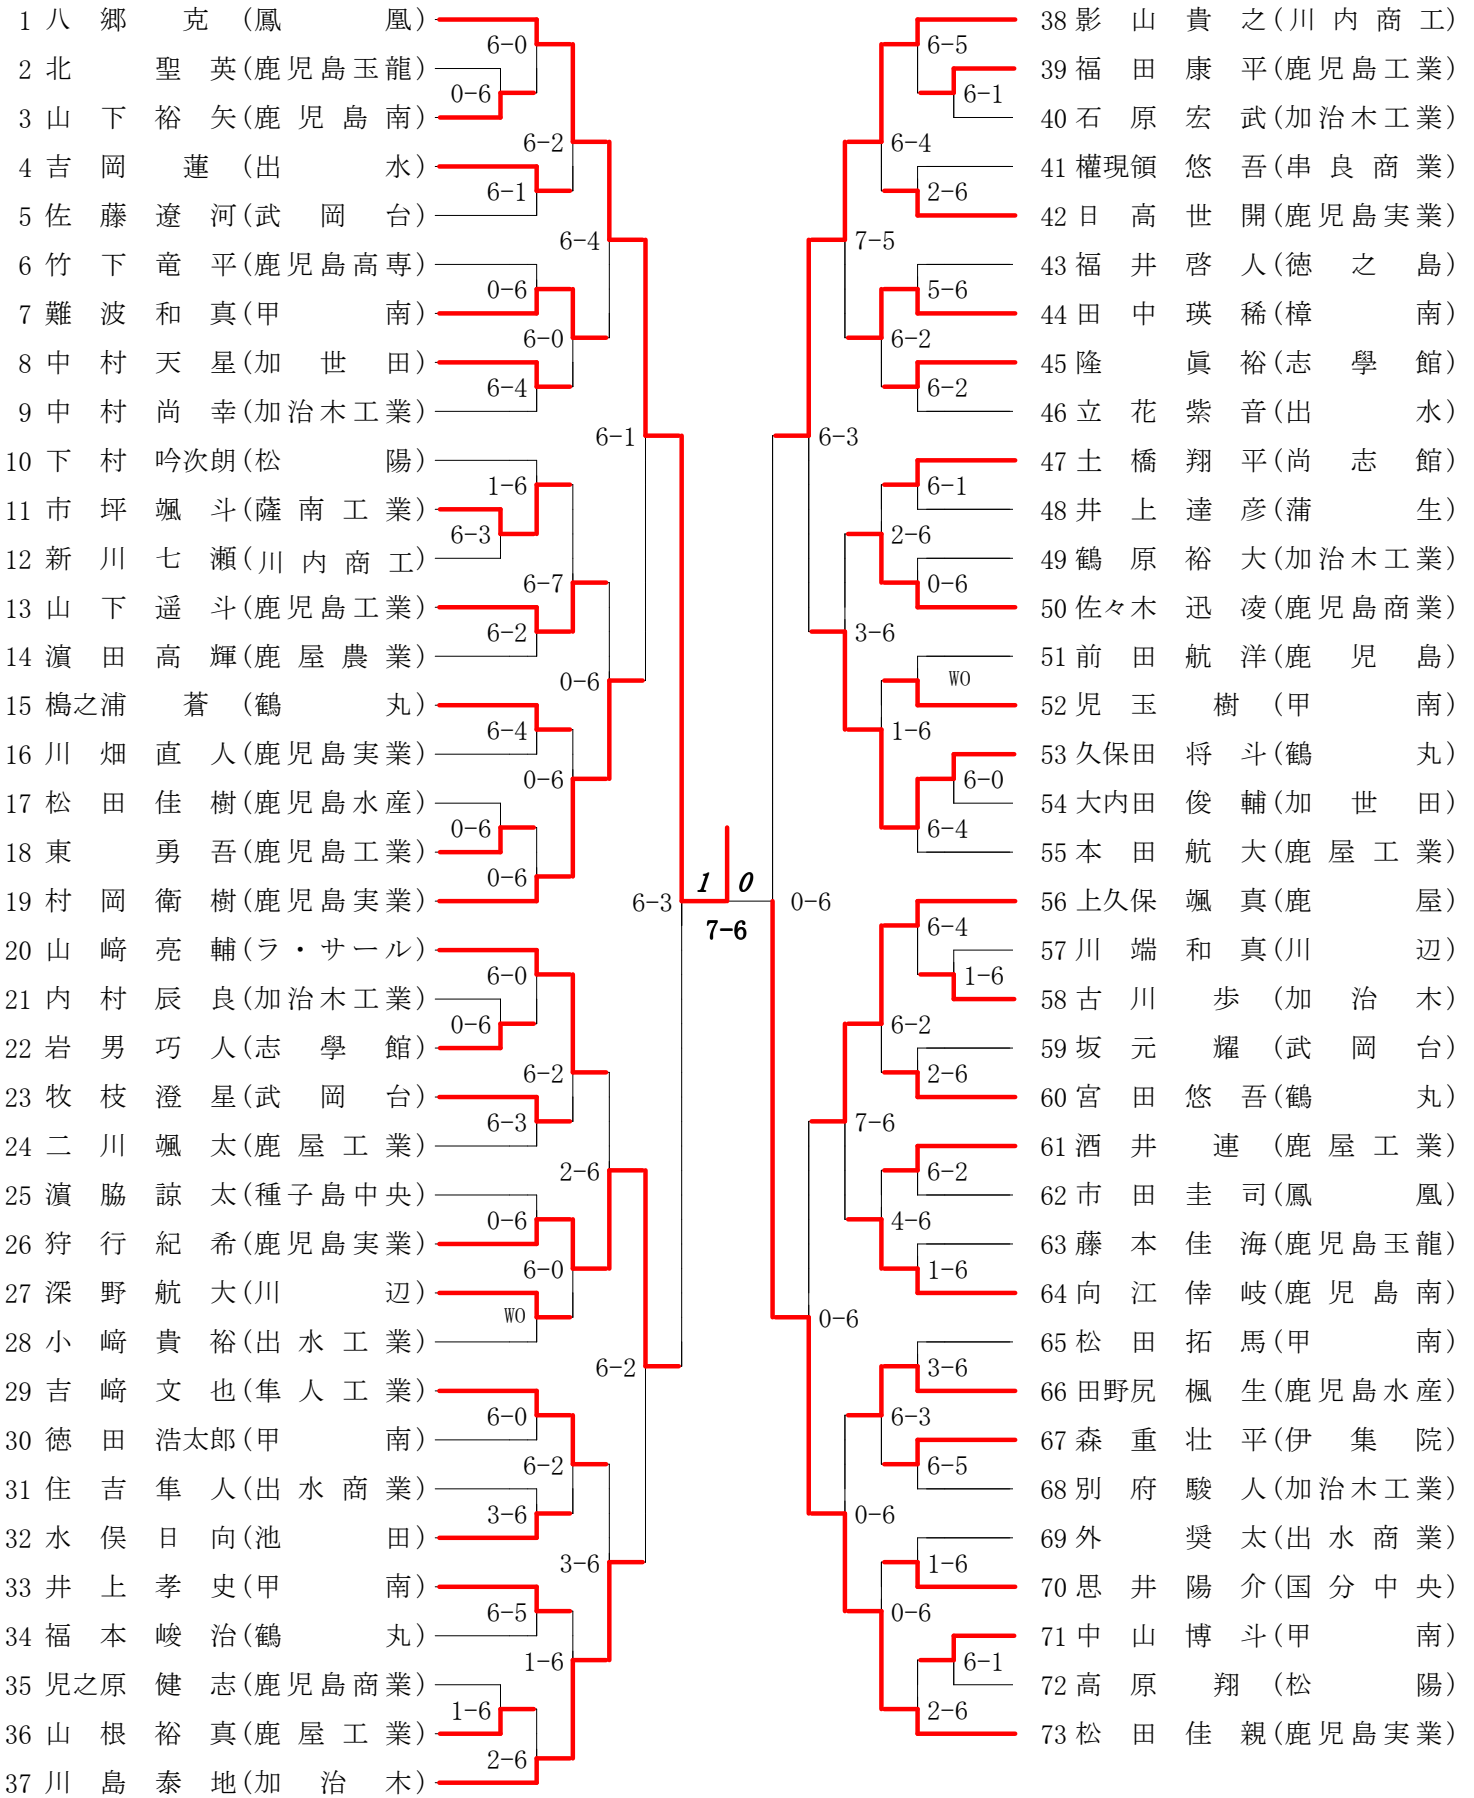 1 八郷 克 (鳳凰)
2 北 聖英 (鹿児島玉龍)
3 山下裕矢 (鹿児島南)
4 吉岡 蓮 (出水)
5 佐藤遼河 (武岡台)
6 竹下竜平 (鹿児島高専)
7 難波和真 (甲南)
8 中村天星 (加世田)
9 中村尚幸 (加治木工業)
10 下村吟次朗 (松陽)
11 市坪颯斗 (薩南工業)
12 新川七瀬 (川内商工)
13 山下遥斗 (鹿児島工業)
14 濵田高輝 (鹿屋農業)
15 樢之浦 蒼 (鶴丸)
16 川畑直人 (鹿児島実業)
17 松田佳樹 (鹿児島水産)
18 東 勇吾 (鹿児島工業)
19 村岡衛樹 (鹿児島実業)
20 山﨑亮輔 (ラ・サール)
21 内村辰良 (加治木工業)
22 岩男巧人 (志學館)
23 牧枝澄星 (武岡台)
24 二川颯太 (鹿屋工業)
25 濵脇諒太 (種子島中央)
26 狩行紀希 (鹿児島実業)
27 深野航大 (川辺)
28 小﨑貴裕 (出水工業)
29 吉﨑文也 (隼人工業)
30 徳田浩太郎 (甲南)
31 住吉隼人 (出水商業)
32 水俣日向 (池田)
33 井上孝史 (甲南)
34 福本峻治 (鶴丸)
35 児之原健志 (鹿児島商業)
36 山根裕真 (鹿屋工業)
37 川島泰地 (加治木)
6-0
0-6
6-2
6-1
6-4
0-6
6-0
6-4
6-1
1-6
6-3
6-7
6-2
0-6
6-4
0-6
0-6
0-6
6-3
6-0
0-6
6-2
6-3
2-6
0-6
6-0
WO
6-2
6-0
6-2
3-6
3-6
6-5
1-6
1-6
2-6
1 0
7-6
38 影山貴之 (川内商工)
39 福田康平 (鹿児島工業)
40 石原宏武 (加治木工業)
41 權現領悠吾 (串良商業)
42 日高世開 (鹿児島実業)
43 福井啓人 (徳之島)
44 田中瑛稀 (樟南)
45 隆 眞裕 (志學館)
46 立花紫音 (出水)
47 土橋翔平 (尚志館)
48 井上達彦 (蒲生)
49 鶴原裕大 (加治木工業)
50 佐々木迅凌 (鹿児島商業)
51 前田航洋 (鹿児島)
52 児玉 樹 (甲南)
53 久保田将斗 (鶴丸)
54 大内田俊輔 (加世田)
55 本田航大 (鹿屋工業)
56 上久保颯真 (鹿屋)
57 川端和真 (川辺)
58 古川 歩 (加治木)
59 坂元 耀 (武岡台)
60 宮田悠吾 (鶴丸)
61 酒井 連 (鹿屋工業)
62 市田圭司 (鳳凰)
63 藤本佳海 (鹿児島玉龍)
64 向江倖岐 (鹿児島南)
65 松田拓馬 (甲南)
66 田野尻楓生 (鹿児島水産)
67 森重壮平 (伊集院)
68 別府駿人 (加治木工業)
69 外 奨太 (出水商業)
70 思井陽介 (国分中央)
71 中山博斗 (甲南)
72 高原 翔 (松陽)
73 松田佳親 (鹿児島実業)
6-5
6-1
6-4
2-6
7-5
5-6
6-2
6-2
6-3
6-1
2-6
0-6
3-6
WO
1-6
6-0
6-4
0-6
6-4
1-6
6-2
2-6
7-6
6-2
4-6
1-6
0-6
3-6
6-3
6-5
0-6
1-6
0-6
6-1
2-6